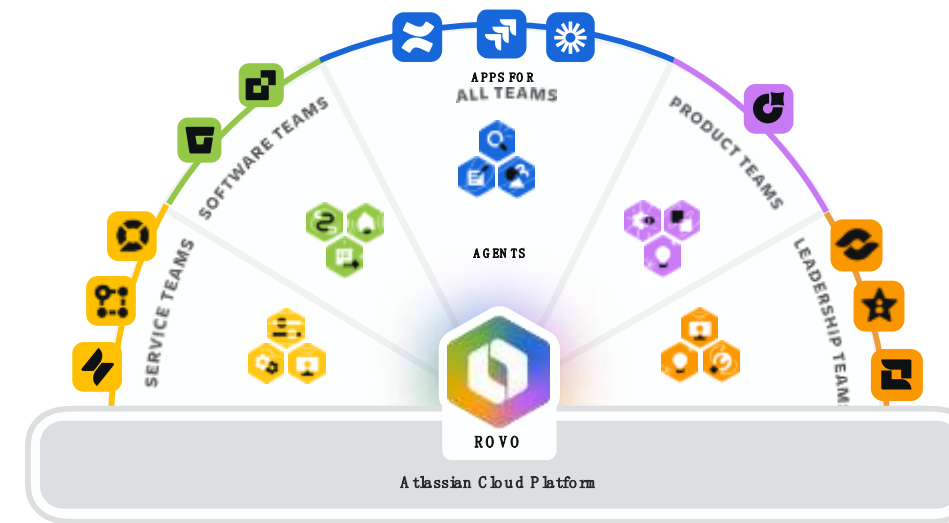 APPS FOR
ALL TEAMS
SOFTWARE TEAMS
PRODUCT TEAMS
SERVICE TEAMS
LEADERSHIP TEAMS
AGENTS
ROVO
Atlassian Cloud Platform